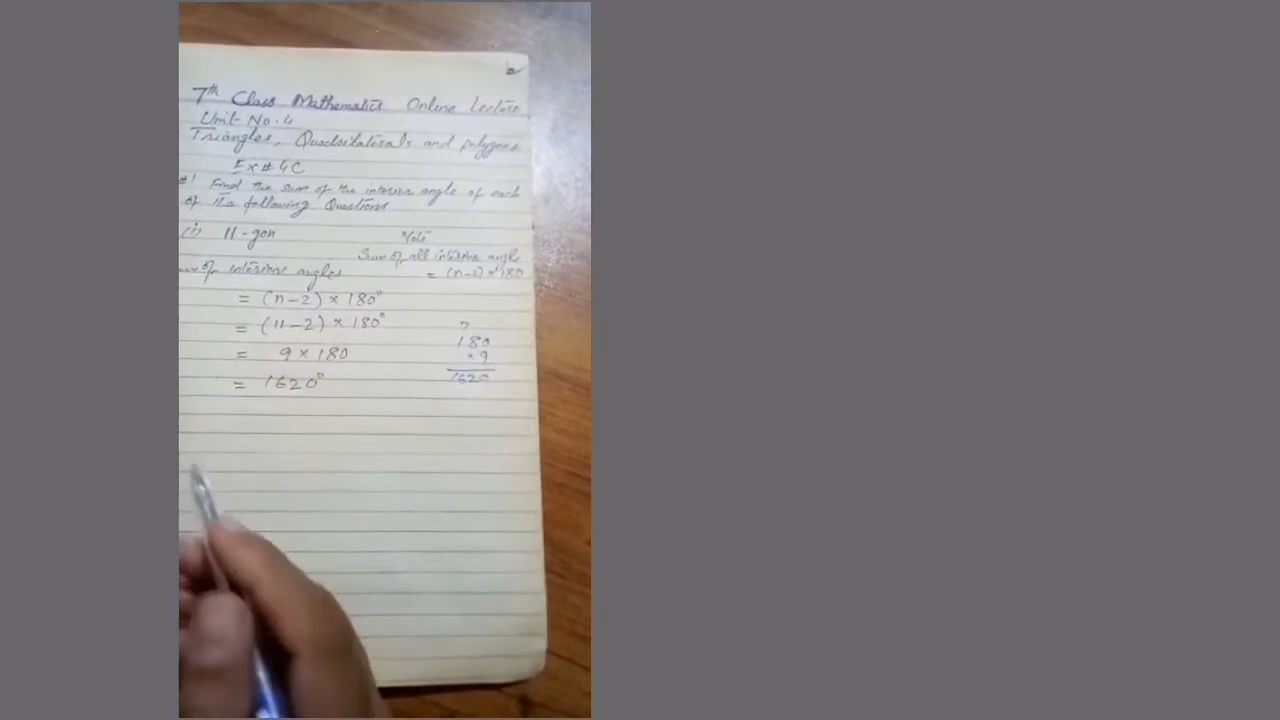 7th Class Mathematics Online Lecture
Unit No. 4
Triangles, Quadrilaterals and polygons
Ex # 4C
#1 Find the sum of the interior angle of each
of the following Questions
(i) 11-gon
Note
Sum of all interior angle
= (n-2) × 180
of interior angles
= (n-2) × 180°
= (11-2) × 180°
= 9 × 180
= 1620°
7
180
×9
1620